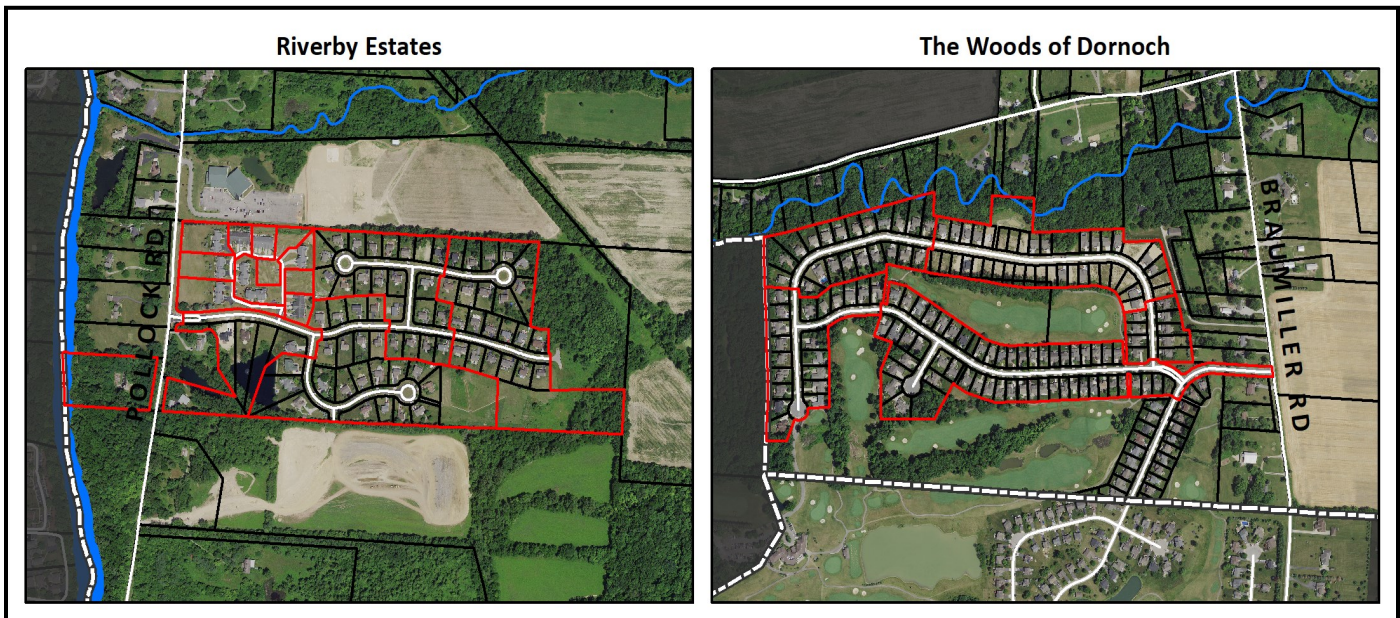 Riverby Estates
The Woods of Dornoch
POLLOCK RD
BRAUMILLER RD